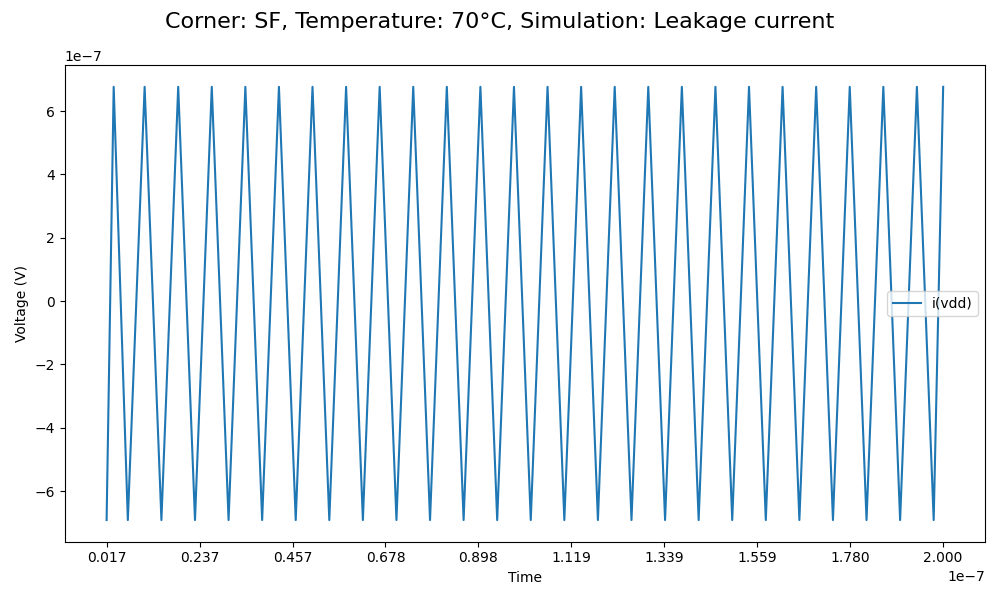 Corner: SF, Temperature: 70°C, Simulation: Leakage current
1e−7
6
4
2
0
−2
−4
−6
Voltage (V)
i(vdd)
0.017 0.237 0.457 0.678 0.898 1.119 1.339 1.559 1.780 2.000
Time
1e−7